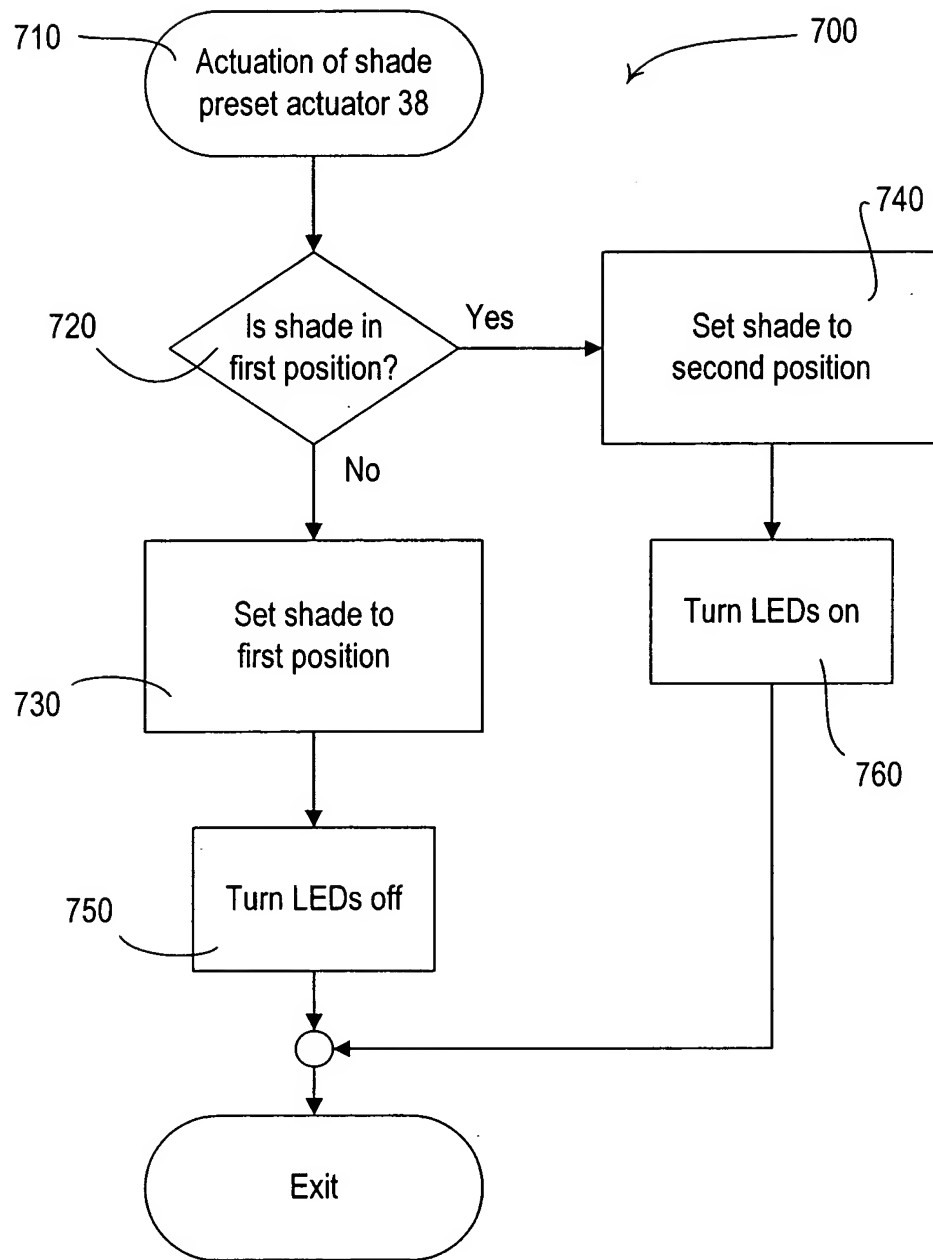 710
Actuation of shade
preset actuator 38
700
740
720
Is shade in
first position?
Yes
Set shade to
second position
No
Set shade to
first position
730
Turn LEDs on
760
Turn LEDs off
750
Exit